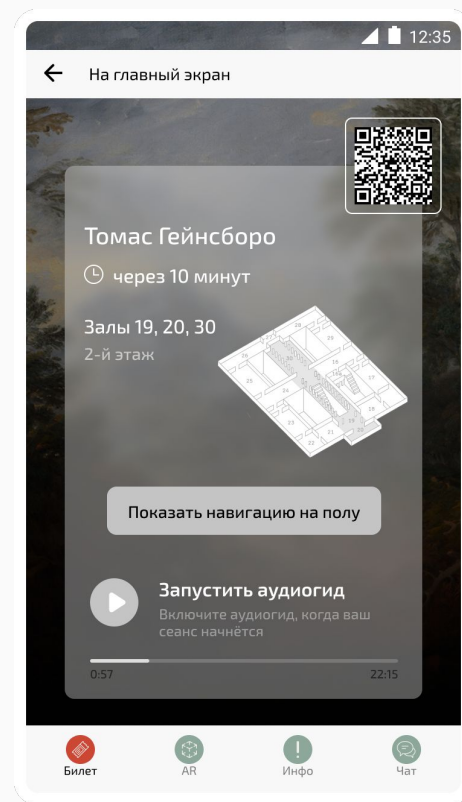 12:35
На главный экран
Томас Гейнсборо
через 10 минут
Залы 19, 20, 30
2-й этаж
Показать навигацию на полу
Запустить аудиогид
Включите аудиогид, когда ваш
сеанс начнётся
0:57
22:15
Билет
AR
Инфо
Чат